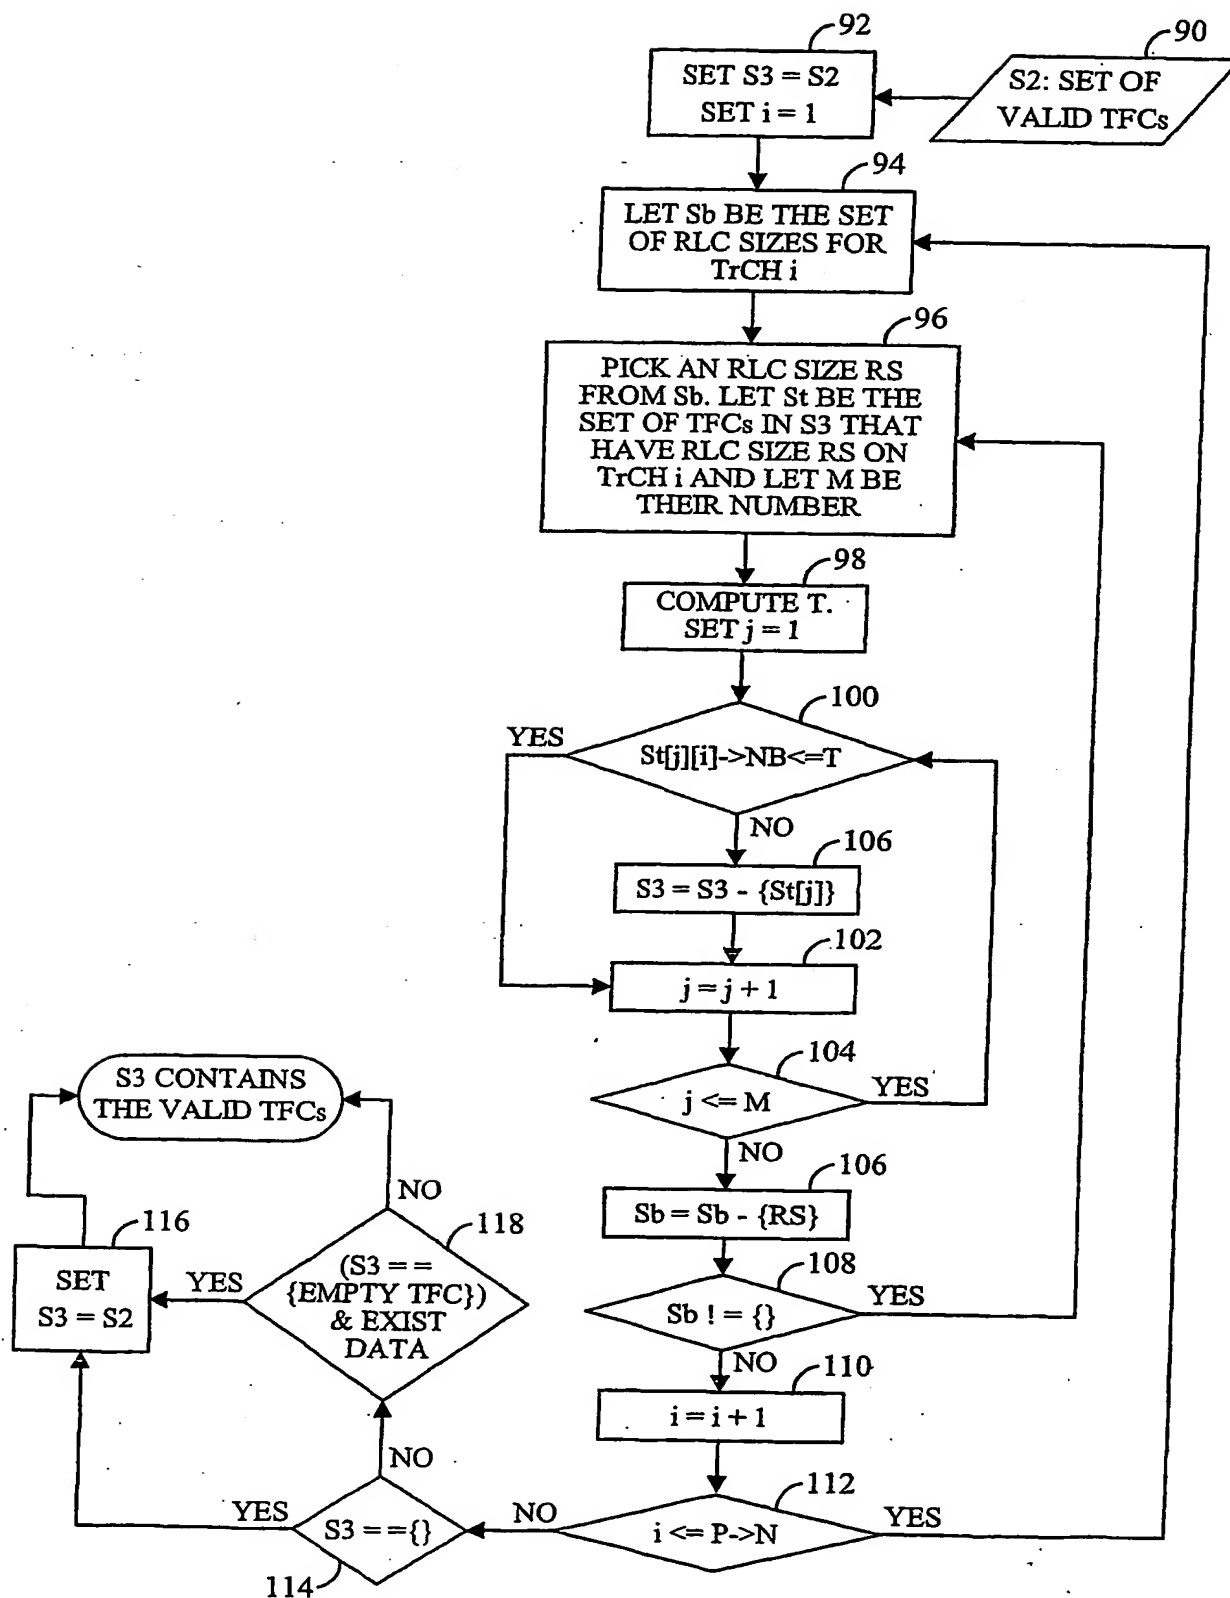 92
SET S3 = S2
SET i = 1
90
S2: SET OF
VALID TFCs
94
LET Sb BE THE SET
OF RLC SIZES FOR
TrCH i
96
PICK AN RLC SIZE RS
FROM Sb. LET St BE THE
SET OF TFCs IN S3 THAT
HAVE RLC SIZE RS ON
TrCH i AND LET M BE
THEIR NUMBER
98
COMPUTE T.
SET j = 1
100
St[j][i]->NB<=T
YES
NO
106
S3 = S3 - {St[j]}
102
j = j + 1
104
j <= M
YES
NO
106
Sb = Sb - {RS}
108
Sb ! = {}
YES
NO
110
i = i + 1
112
i <= P->N
YES
NO
114
S3 = ={}
YES
NO
118
(S3 = =
{EMPTY TFC})
& EXIST
DATA
YES
NO
116
SET
S3 = S2
S3 CONTAINS
THE VALID TFCs